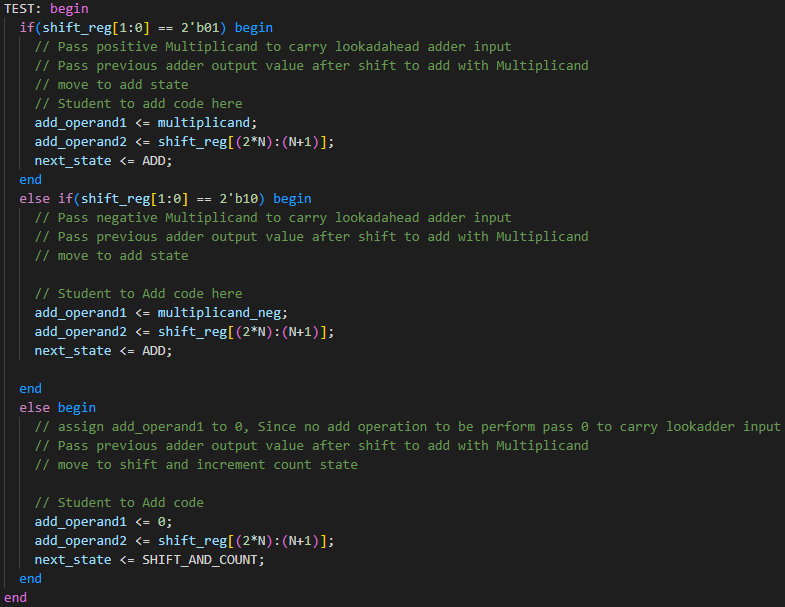 TEST: begin
if(shift_reg[1:0] == 2'b01) begin
// Pass positive Multiplicand to carry lookadahead adder input
// Pass previous adder output value after shift to add with Multiplicand
// move to add state
// Student to add code here
add_operand1 <= multiplicand;
add_operand2 <= shift_reg[(2*N):(N+1)];
next_state <= ADD;
end
else if(shift_reg[1:0] == 2'b10) begin
// Pass negative Multiplicand to carry lookadahead adder input
// Pass previous adder output value after shift to add with Multiplicand
// move to add state
// Student to Add code here
add_operand1 <= multiplicand_neg;
add_operand2 <= shift_reg[(2*N):(N+1)];
next_state <= ADD;
end
else begin
// assign add_operand1 to 0, Since no add operation to be perform pass 0 to carry lookadder input
// Pass previous adder output value after shift to add with Multiplicand
// move to shift and increment count state
// Student to Add code
add_operand1 <= 0;
add_operand2 <= shift_reg[(2*N):(N+1)];
next_state <= SHIFT_AND_COUNT;
end
end